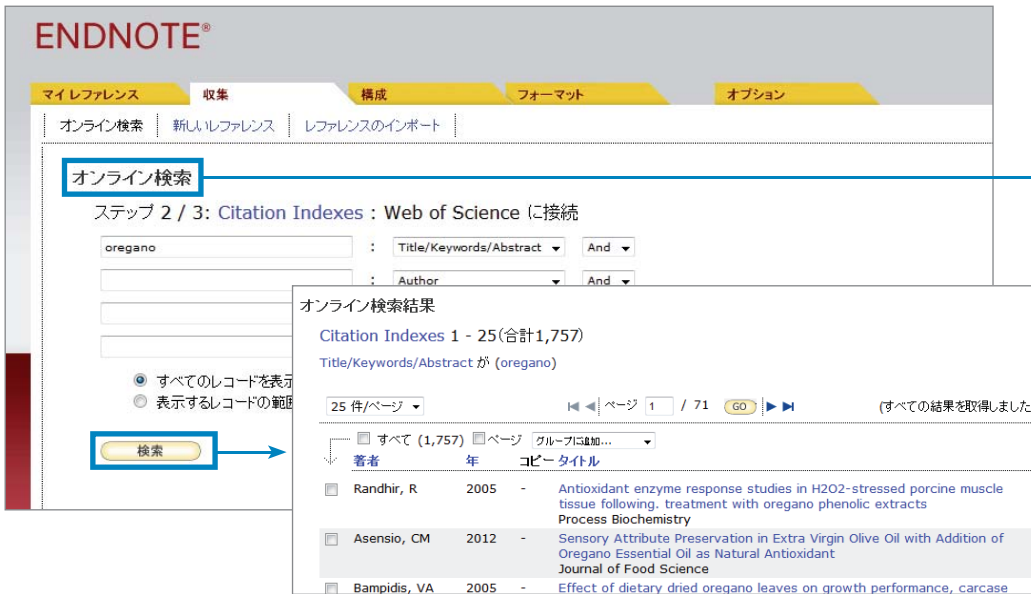 ENDNOTE®
マイ レファレンス 収集 構成 フォーマット オプション
オンライン検索 新しいレファレンス レファレンスのインポート
オンライン検索
ステップ 2 / 3: Citation Indexes : Web of Science に接続
oregano : Title/Keywords/Abstract And
: Author And
すべてのレコードを表示
表示するレコードの範囲
検索
オンライン検索結果
Citation Indexes 1 - 25(合計1,757)
Title/Keywords/Abstract が (oregano)
25 件/ページ ページ 1 / 71 GO (すべての結果を取得しました
すべて (1,757) ページ グループに追加...
著者 年 コピー タイトル
Randhir, R 2005 - Antioxidant enzyme response studies in H2O2-stressed porcine muscle
tissue following. treatment with oregano phenolic extracts
Process Biochemistry
Asensio, CM 2012 - Sensory Attribute Preservation in Extra Virgin Olive Oil with Addition of
Oregano Essential Oil as Natural Antioxidant
Journal of Food Science
Bampidis, VA 2005 - Effect of dietary dried oregano leaves on growth performance, carcase